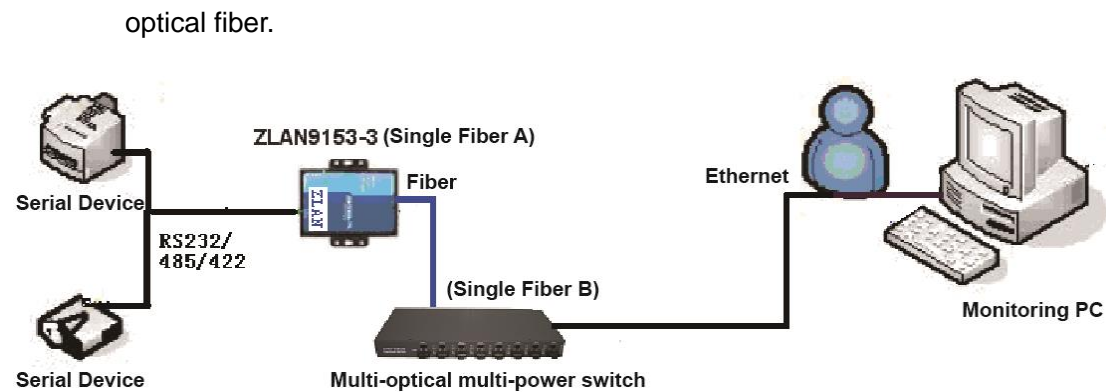 optical fiber.
ZLAN9153-3 (Single Fiber A)
Serial Device
Fiber
Ethernet
ZLAN
RS232/
485/422
(Single Fiber B)
Monitoring PC
Serial Device
Multi-optical multi-power switch